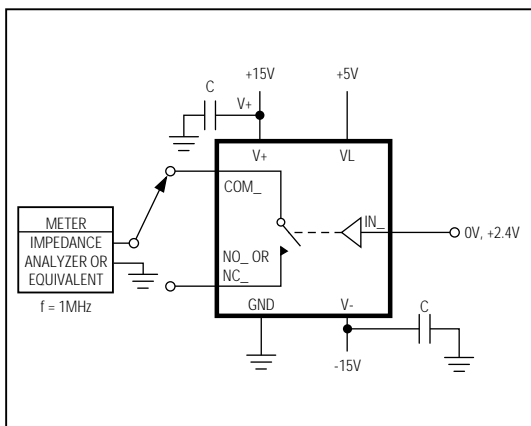 +15V
+5V
C
V+
V+
VL
COM_
IN_
0V, +2.4V
METER
IMPEDANCE
ANALYZER OR
EQUIVALENT
f = 1MHz
NO_ OR
NC_
GND
V-
C
-15V